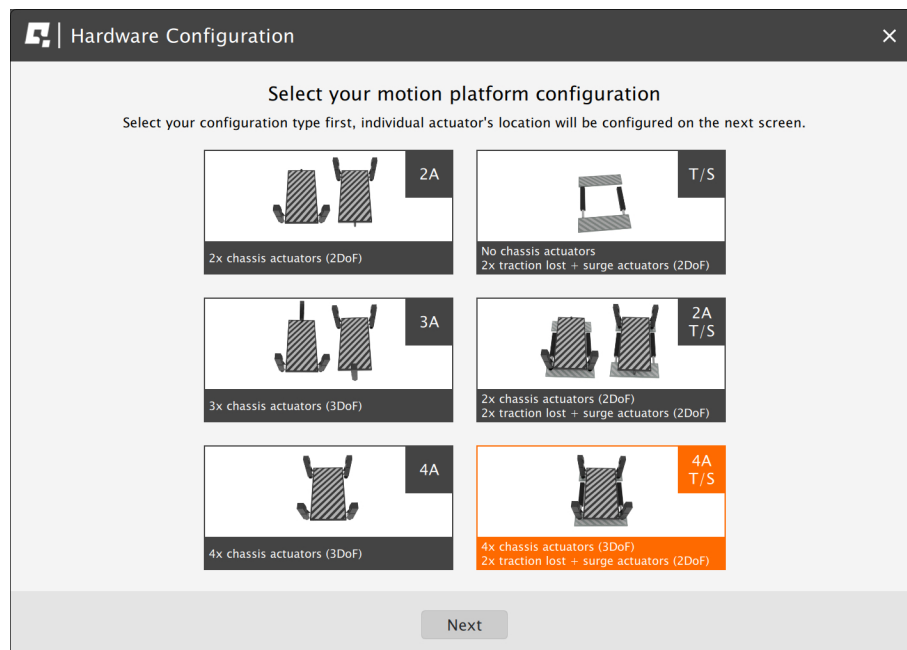 Hardware Configuration
Select your motion platform configuration
Select your configuration type first, individual actuator's location will be configured on the next screen.
2A
2x chassis actuators (2DoF)
T/S
No chassis actuators
2x traction lost + surge actuators (2DoF)
3A
3x chassis actuators (3DoF)
2A
T/S
2x chassis actuators (2DoF)
2x traction lost + surge actuators (2DoF)
4A
4x chassis actuators (3DoF)
4A
T/S
4x chassis actuators (3DoF)
2x traction lost + surge actuators (2DoF)
Next